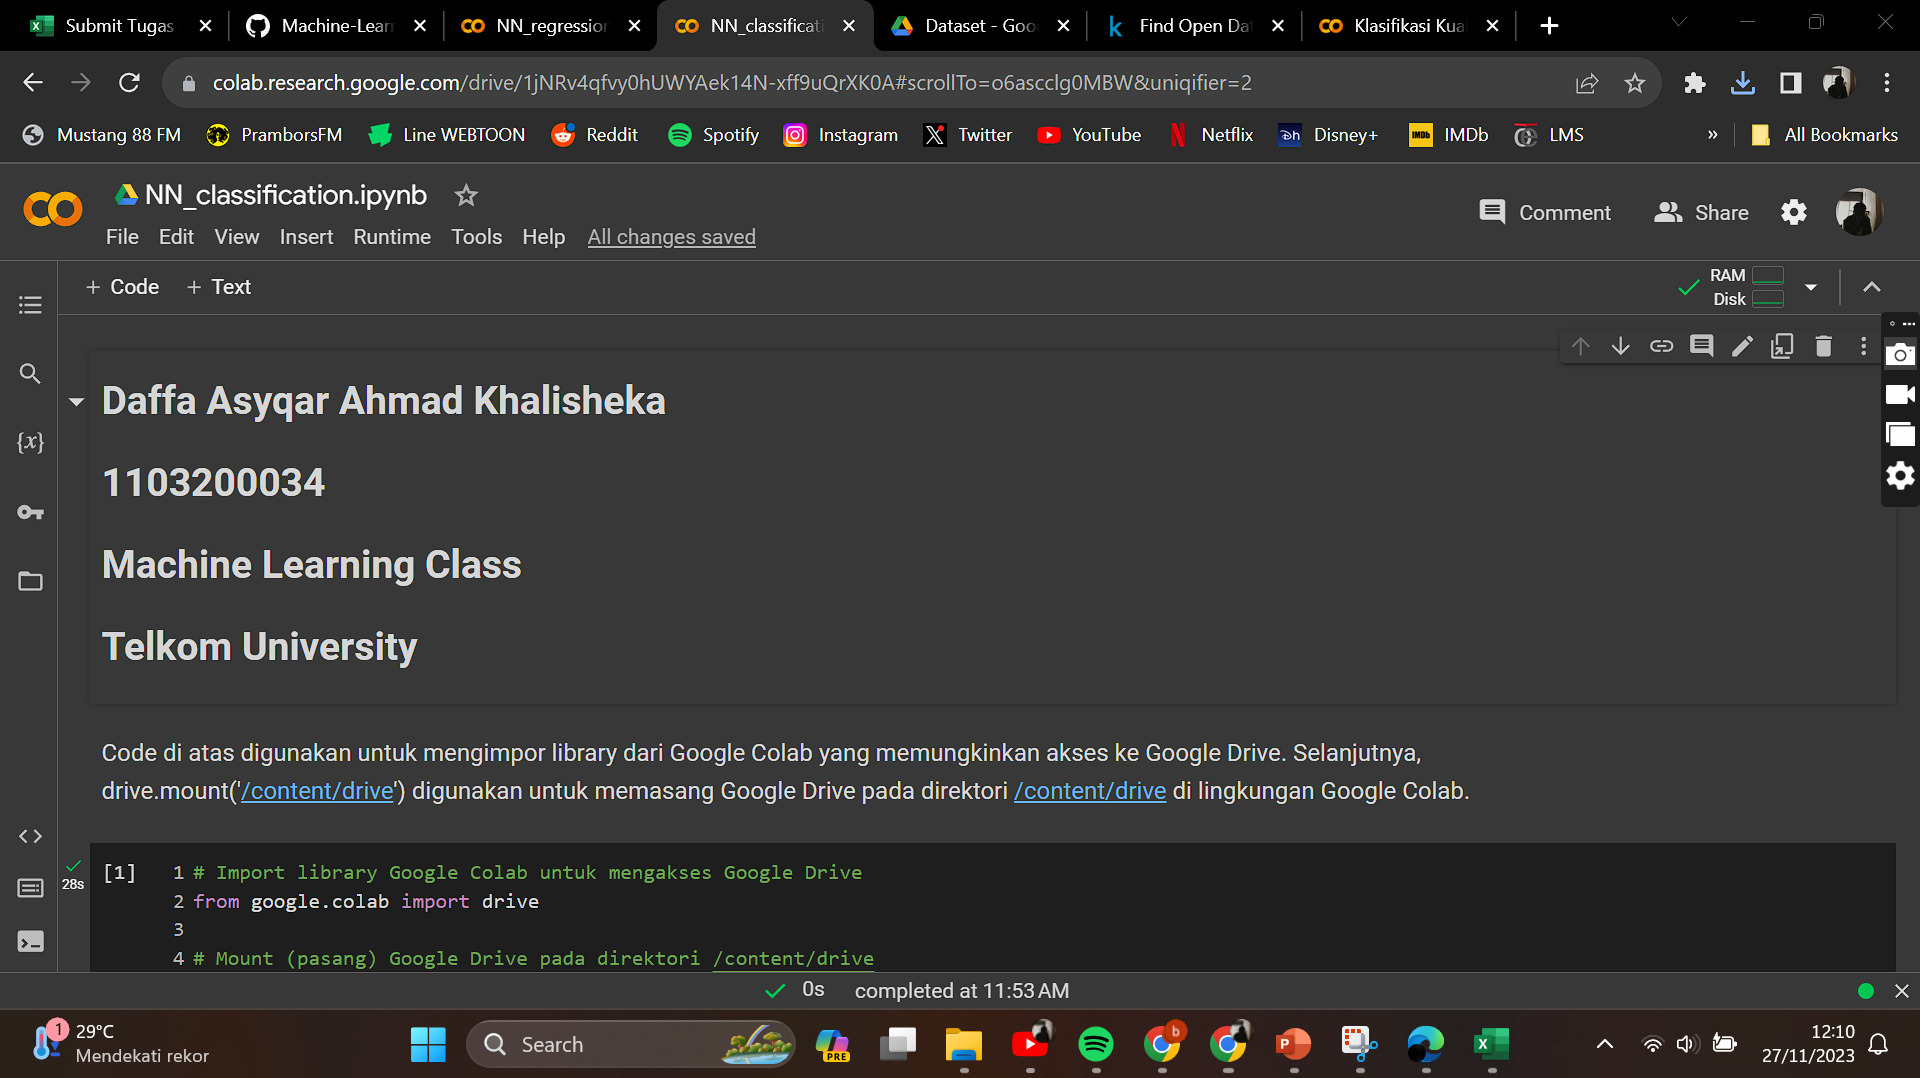 Submit Tugas
Machine-Lear
NN_regression
NN_classificati
Dataset - Goo
Find Open Da
Klasifikasi Kual
colab.research.google.com/drive/1jNRv4qfvy0hUWYAek14N-xff9uQrXK0A#scrollTo=o6ascclg0MBW&uniqifier=2
Mustang 88 FM
PramborsFM
Line WEBTOON
Reddit
Spotify
Instagram
Twitter
YouTube
Netflix
Disney+
IMDb
LMS
»
All Bookmarks
NN_classification.ipynb
Comment
Share
File Edit View Insert Runtime Tools Help All changes saved
+ Code + Text
RAM
Disk
Daffa Asyqar Ahmad Khalisheka
1103200034
Machine Learning Class
Telkom University
Code di atas digunakan untuk mengimpor library dari Google Colab yang memungkinkan akses ke Google Drive. Selanjutnya,
drive.mount('/content/drive') digunakan untuk memasang Google Drive pada direktori /content/drive di lingkungan Google Colab.
28s
[1]
1 # Import library Google Colab untuk mengakses Google Drive
2 from google.colab import drive
3
4 # Mount (pasang) Google Drive pada direktori /content/drive
0s completed at 11:53 AM
1
29°C
Mendekati rekor
Search
PRE
12:10
27/11/2023